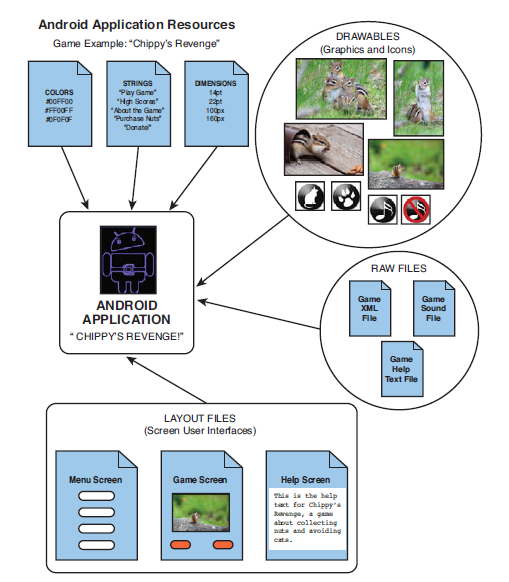 Android Application Resources
Game Example: “Chippy’s Revenge”
COLORS
#00FF00
#FF00FF
#0F0F0F
STRINGS
“Play Game”
“High Scores”
“About the Game”
“Purchase Nuts”
“Donate!”
DIMENSIONS
14pt
22pt
100px
160px
DRAWABLES
(Graphics and Icons)
ANDROID
APPLICATION
“ CHIPPY’S REVENGE!”
RAW FILES
Game
XML
File
Game
Sound
File
Game
Help
Text File
LAYOUT FILES
(Screen User Interfaces)
Menu Screen
Game Screen
Help Screen
This is the help
text for Chippy’s
Revenge, a game
about collecting
nuts and avoiding
cats.